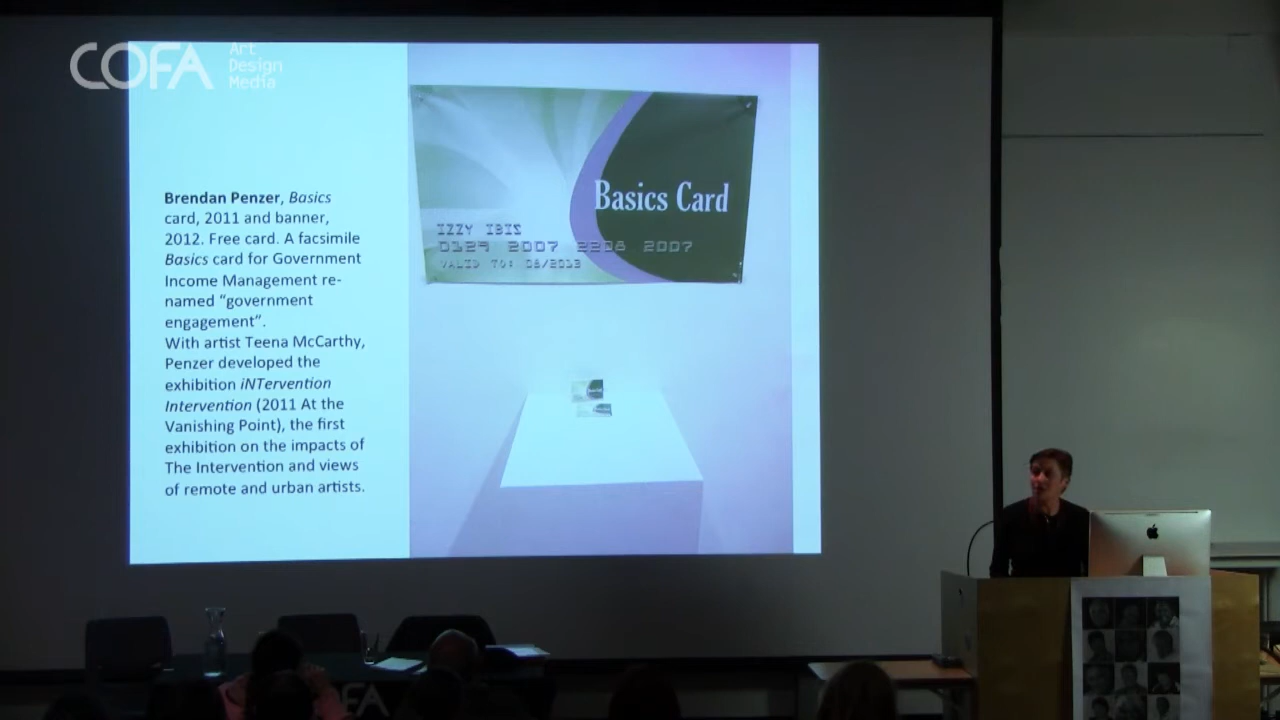 COFA
Art
Design
Media
Brendan Penzer, Basics
card, 2011 and banner,
2012. Free card. A facsimile
Basics card for Government
Income Management re-
named “government
engagement”.
With artist Teena McCarthy,
Penzer developed the
exhibition iNTervention
Intervention (2011 At the
Vanishing Point), the first
exhibition on the impacts of
The Intervention and views
of remote and urban artists.
Basics Card
IZZY IBIS
0129 2007 2208 2007
VALID TO: 08/2013
COFA